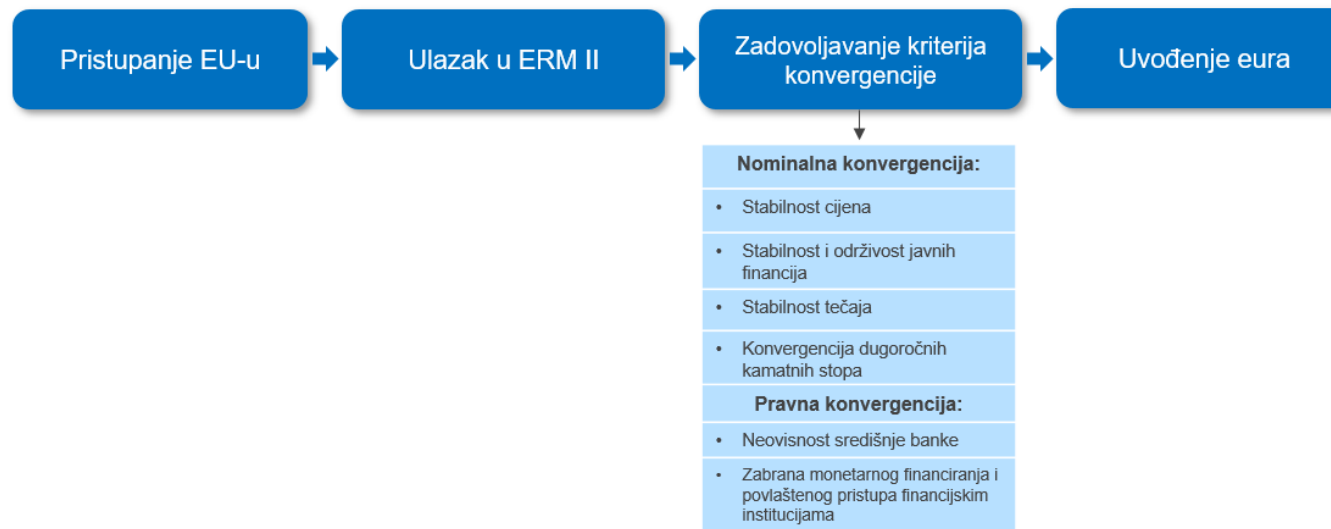 Pristupanje EU-u
Ulazak u ERM II
Zadovoljavanje kriterija
konvergencije
Uvođenje eura
Nominalna konvergencija:
• Stabilnost cijena
• Stabilnost i održivost javnih
financija
• Stabilnost tečaja
• Konvergencija dugoročnih
kamatnih stopa
Pravna konvergencija:
• Neovisnost središnje banke
• Zabrana monetarnog financiranja i
povlaštenog pristupa financijskim
institucijama